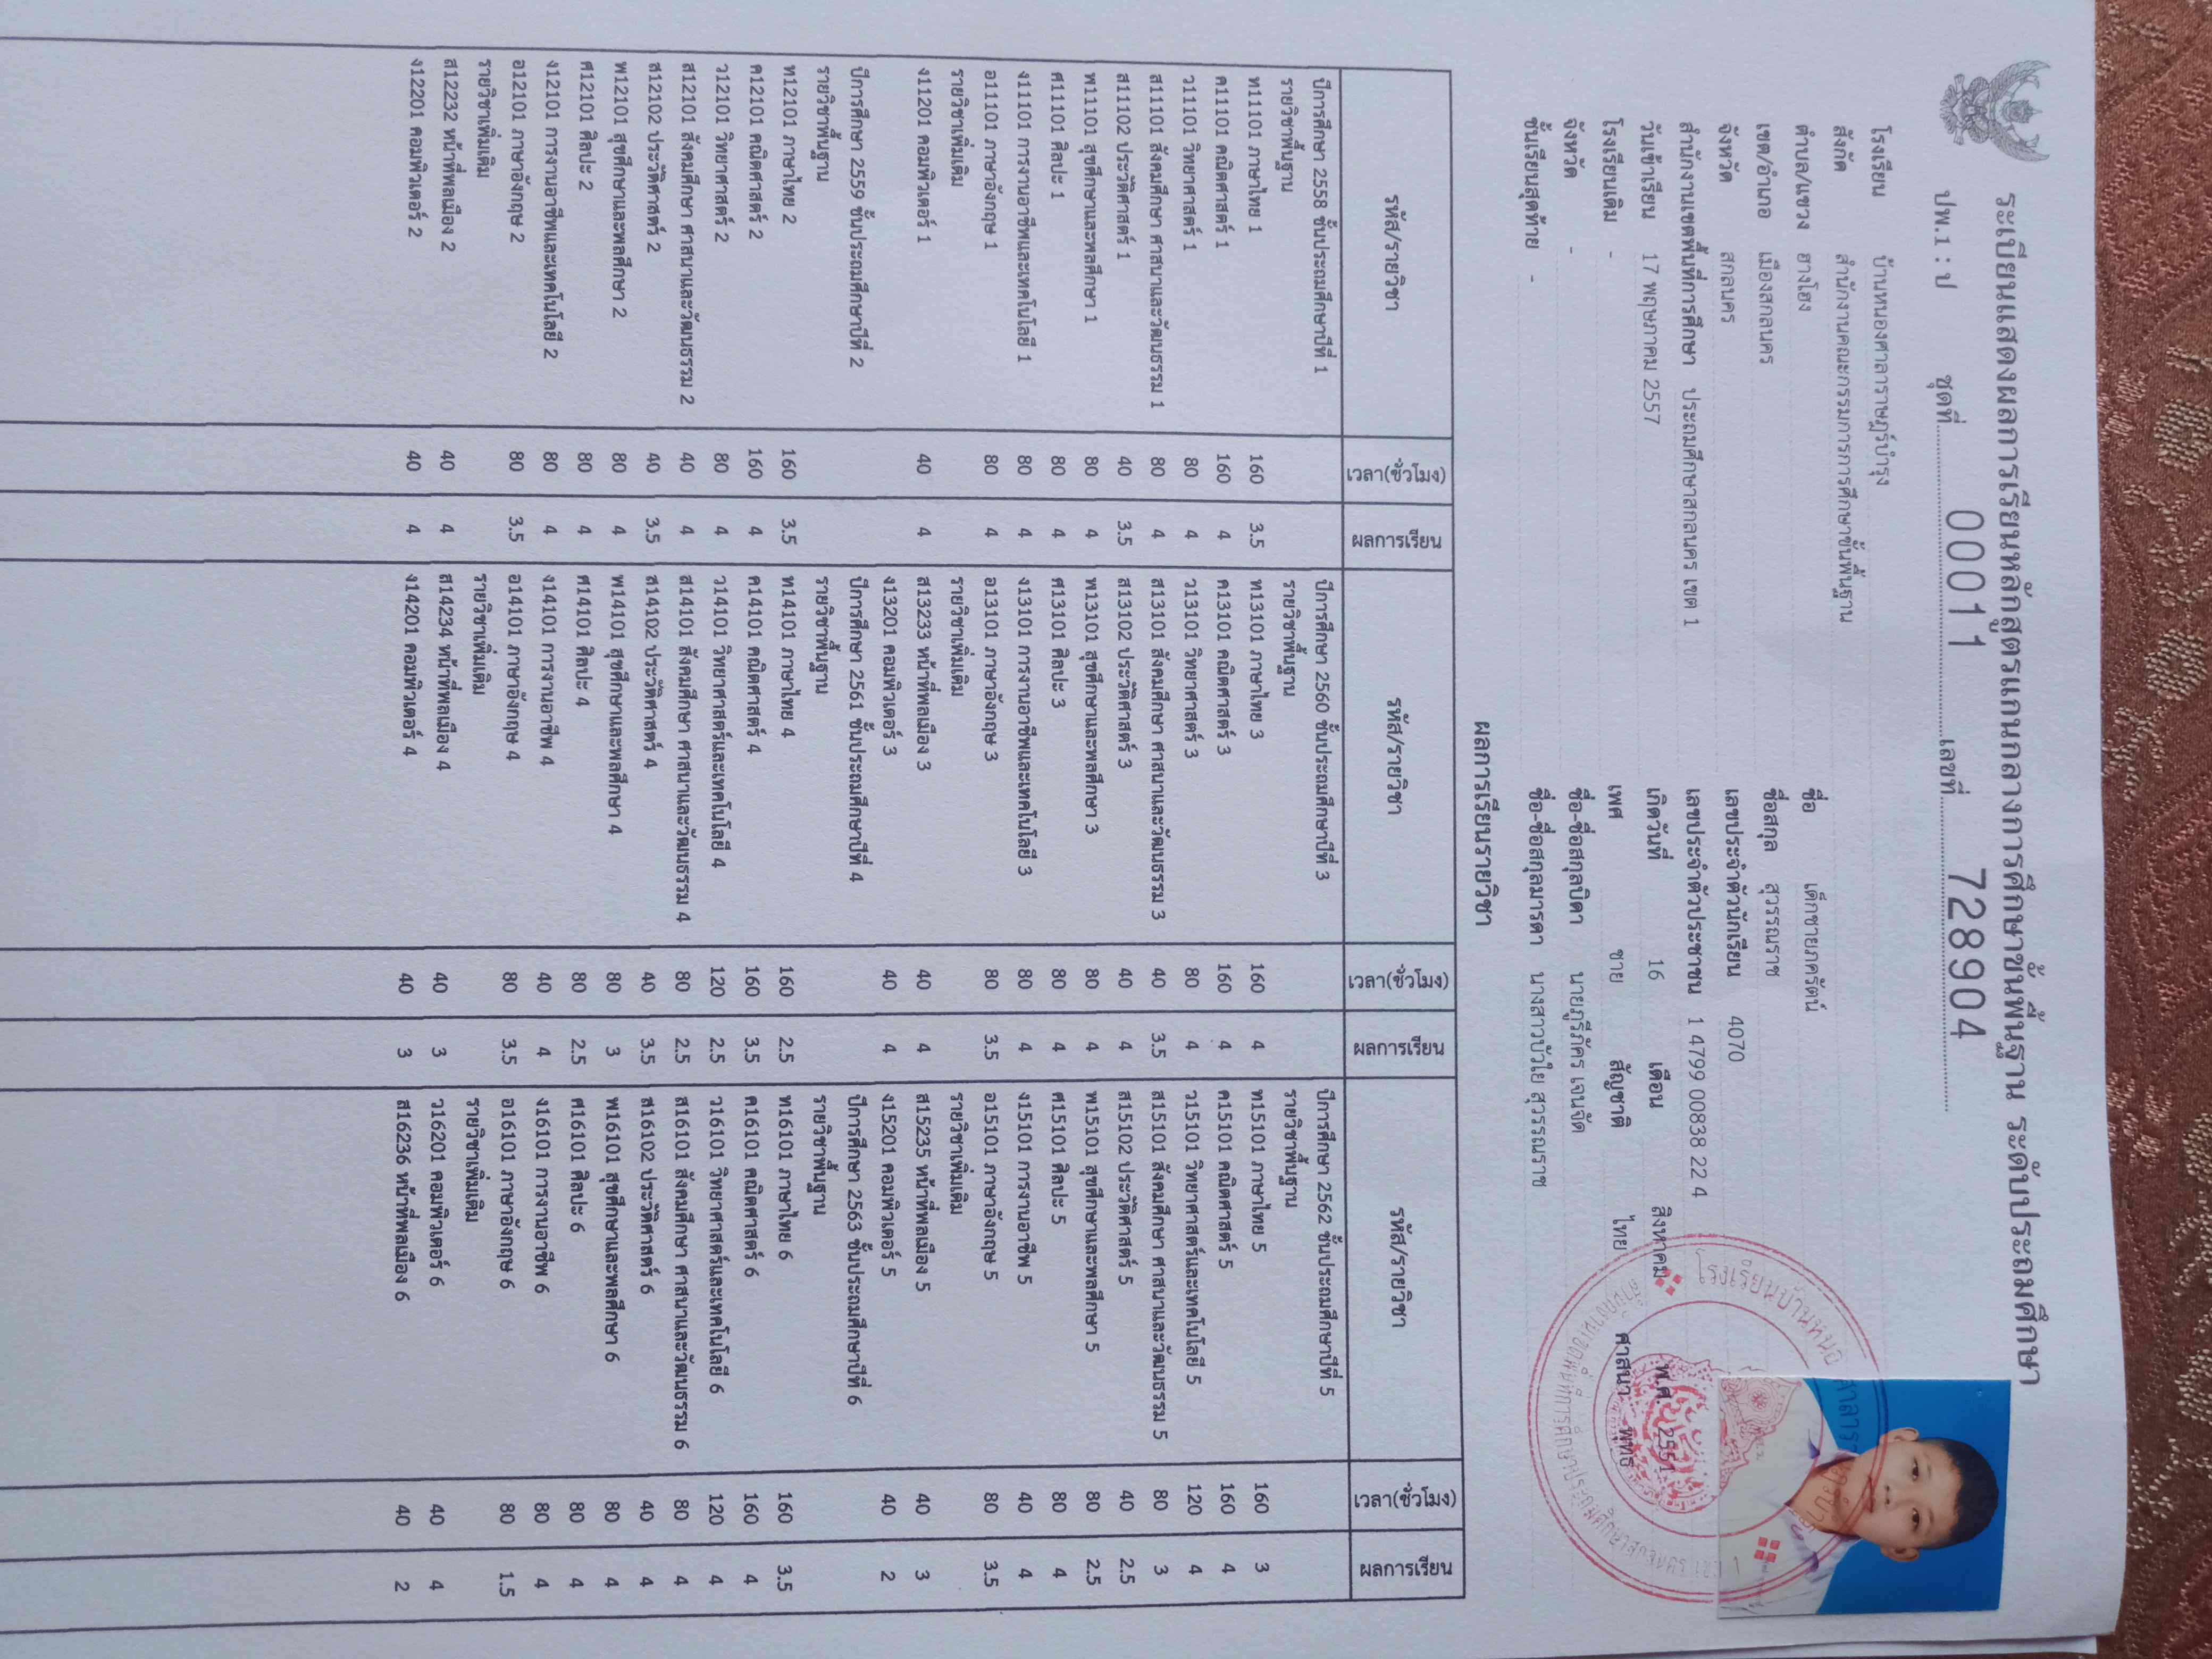 ระเบียนแสดงผลการเรียนหลักสูตรแกนกลางการศึกษาขั้นพื้นฐาน ระดับประถมศึกษา
ปพ.1 : ป ชุดที่ 00011 เลขที่ 728904
โรงเรียน บ้านหนองศาลาราษฎร์บำรุง
สังกัด สำนักงานคณะกรรมการการศึกษาขั้นพื้นฐาน
ตำบล/แขวง ฮางโฮง
เขต/อำเภอ เมืองสกลนคร
จังหวัด สกลนคร
สำนักงานเขตพื้นที่การศึกษา ประถมศึกษาสกลนคร เขต 1
วันเข้าเรียน 17 พฤษภาคม 2557
โรงเรียนเดิม -
จังหวัด -
ชั้นเรียนสุดท้าย -
ชื่อ เด็กชายภครัตน์
ชื่อสกุล สุวรรณราช
เลขประจำตัวนักเรียน 4070
เลขประจำตัวประชาชน 1 4799 00838 22 4
เกิดวันที่ 16 เดือน สิงหาคม พ.ศ. 2551
เพศ ชาย สัญชาติ ไทย ศาสนา พุทธ
ชื่อ-ชื่อสกุลบิดา นายภูรีภัคร เจนจัด
ชื่อ-ชื่อสกุลมารดา นางสาวบัวใย สุวรรณราช
ผลการเรียนรายวิชา
รหัส/รายวิชา เวลา(ชั่วโมง) ผลการเรียน
ปีการศึกษา 2558 ชั้นประถมศึกษาปีที่ 1
รายวิชาพื้นฐาน
ท11101 ภาษาไทย 1 160 3.5
ค11101 คณิตศาสตร์ 1 160 4
ว11101 วิทยาศาสตร์ 1 80 4
ส11101 สังคมศึกษา ศาสนาและวัฒนธรรม 1 80 4
ส11102 ประวัติศาสตร์ 1 40 3.5
พ11101 สุขศึกษาและพลศึกษา 1 80 4
ศ11101 ศิลปะ 1 80 4
ง11101 การงานอาชีพและเทคโนโลยี 1 80 4
อ11101 ภาษาอังกฤษ 1 80 4
รายวิชาเพิ่มเติม
ง11201 คอมพิวเตอร์ 1 40 4
ปีการศึกษา 2559 ชั้นประถมศึกษาปีที่ 2
รายวิชาพื้นฐาน
ท12101 ภาษาไทย 2 160 3.5
ค12101 คณิตศาสตร์ 2 160 4
ว12101 วิทยาศาสตร์ 2 80 4
ส12101 สังคมศึกษา ศาสนาและวัฒนธรรม 2 40 4
ส12102 ประวัติศาสตร์ 2 40 3.5
พ12101 สุขศึกษาและพลศึกษา 2 80 4
ศ12101 ศิลปะ 2 80 4
ง12101 การงานอาชีพและเทคโนโลยี 2 80 4
อ12101 ภาษาอังกฤษ 2 80 3.5
รายวิชาเพิ่มเติม
ส12232 หน้าที่พลเมือง 2 40 4
ง12201 คอมพิวเตอร์ 2 40 4
รหัส/รายวิชา เวลา(ชั่วโมง) ผลการเรียน
ปีการศึกษา 2560 ชั้นประถมศึกษาปีที่ 3
รายวิชาพื้นฐาน
ท13101 ภาษาไทย 3 160 4
ค13101 คณิตศาสตร์ 3 160 4
ว13101 วิทยาศาสตร์ 3 80 4
ส13101 สังคมศึกษา ศาสนาและวัฒนธรรม 3 40 3.5
ส13102 ประวัติศาสตร์ 3 40 4
พ13101 สุขศึกษาและพลศึกษา 3 80 4
ศ13101 ศิลปะ 3 80 4
ง13101 การงานอาชีพและเทคโนโลยี 3 80 4
อ13101 ภาษาอังกฤษ 3 80 3.5
รายวิชาเพิ่มเติม
ส13233 หน้าที่พลเมือง 3 40 4
ง13201 คอมพิวเตอร์ 3 40 4
ปีการศึกษา 2561 ชั้นประถมศึกษาปีที่ 4
รายวิชาพื้นฐาน
ท14101 ภาษาไทย 4 160 2.5
ค14101 คณิตศาสตร์ 4 160 3.5
ว14101 วิทยาศาสตร์และเทคโนโลยี 4 120 2.5
ส14101 สังคมศึกษา ศาสนาและวัฒนธรรม 4 80 2.5
ส14102 ประวัติศาสตร์ 4 40 3.5
พ14101 สุขศึกษาและพลศึกษา 4 80 3
ศ14101 ศิลปะ 4 80 2.5
ง14101 การงานอาชีพ 4 40 4
อ14101 ภาษาอังกฤษ 4 80 3.5
รายวิชาเพิ่มเติม
ส14234 หน้าที่พลเมือง 4 40 3
ง14201 คอมพิวเตอร์ 4 40 3
รหัส/รายวิชา เวลา(ชั่วโมง) ผลการเรียน
ปีการศึกษา 2562 ชั้นประถมศึกษาปีที่ 5
รายวิชาพื้นฐาน
ท15101 ภาษาไทย 5 160 3
ค15101 คณิตศาสตร์ 5 160 4
ว15101 วิทยาศาสตร์และเทคโนโลยี 5 120 4
ส15101 สังคมศึกษา ศาสนาและวัฒนธรรม 5 80 3
ส15102 ประวัติศาสตร์ 5 40 2.5
พ15101 สุขศึกษาและพลศึกษา 5 80 2.5
ศ15101 ศิลปะ 5 80 4
ง15101 การงานอาชีพ 5 40 4
อ15101 ภาษาอังกฤษ 5 80 3.5
รายวิชาเพิ่มเติม
ส15235 หน้าที่พลเมือง 5 40 3
ง15201 คอมพิวเตอร์ 5 40 2
ปีการศึกษา 2563 ชั้นประถมศึกษาปีที่ 6
รายวิชาพื้นฐาน
ท16101 ภาษาไทย 6 160 3.5
ค16101 คณิตศาสตร์ 6 160 4
ว16101 วิทยาศาสตร์และเทคโนโลยี 6 120 4
ส16101 สังคมศึกษา ศาสนาและวัฒนธรรม 6 80 4
ส16102 ประวัติศาสตร์ 6 40 4
พ16101 สุขศึกษาและพลศึกษา 6 80 4
ศ16101 ศิลปะ 6 80 4
ง16101 การงานอาชีพ 6 80 4
อ16101 ภาษาอังกฤษ 6 80 1.5
รายวิชาเพิ่มเติม
ว16201 คอมพิวเตอร์ 6 40 4
ส16236 หน้าที่พลเมือง 6 40 2